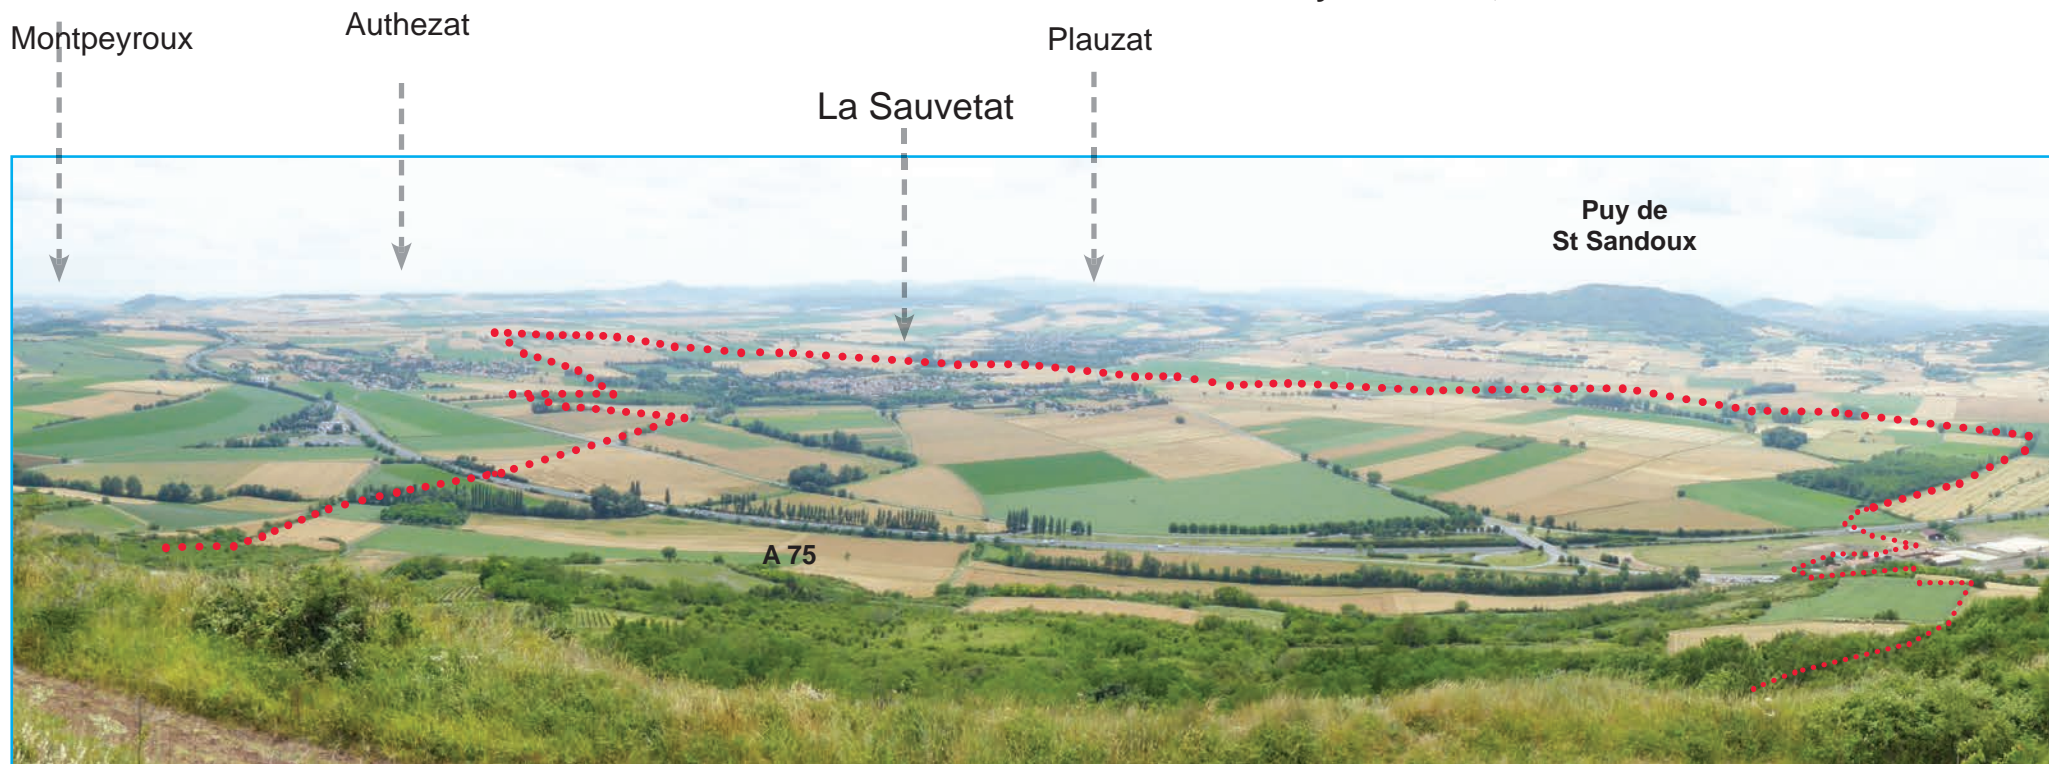 Montpeyroux
Authezat
Plauzat
La Sauvetat
Puy de
St Sandoux
A 75